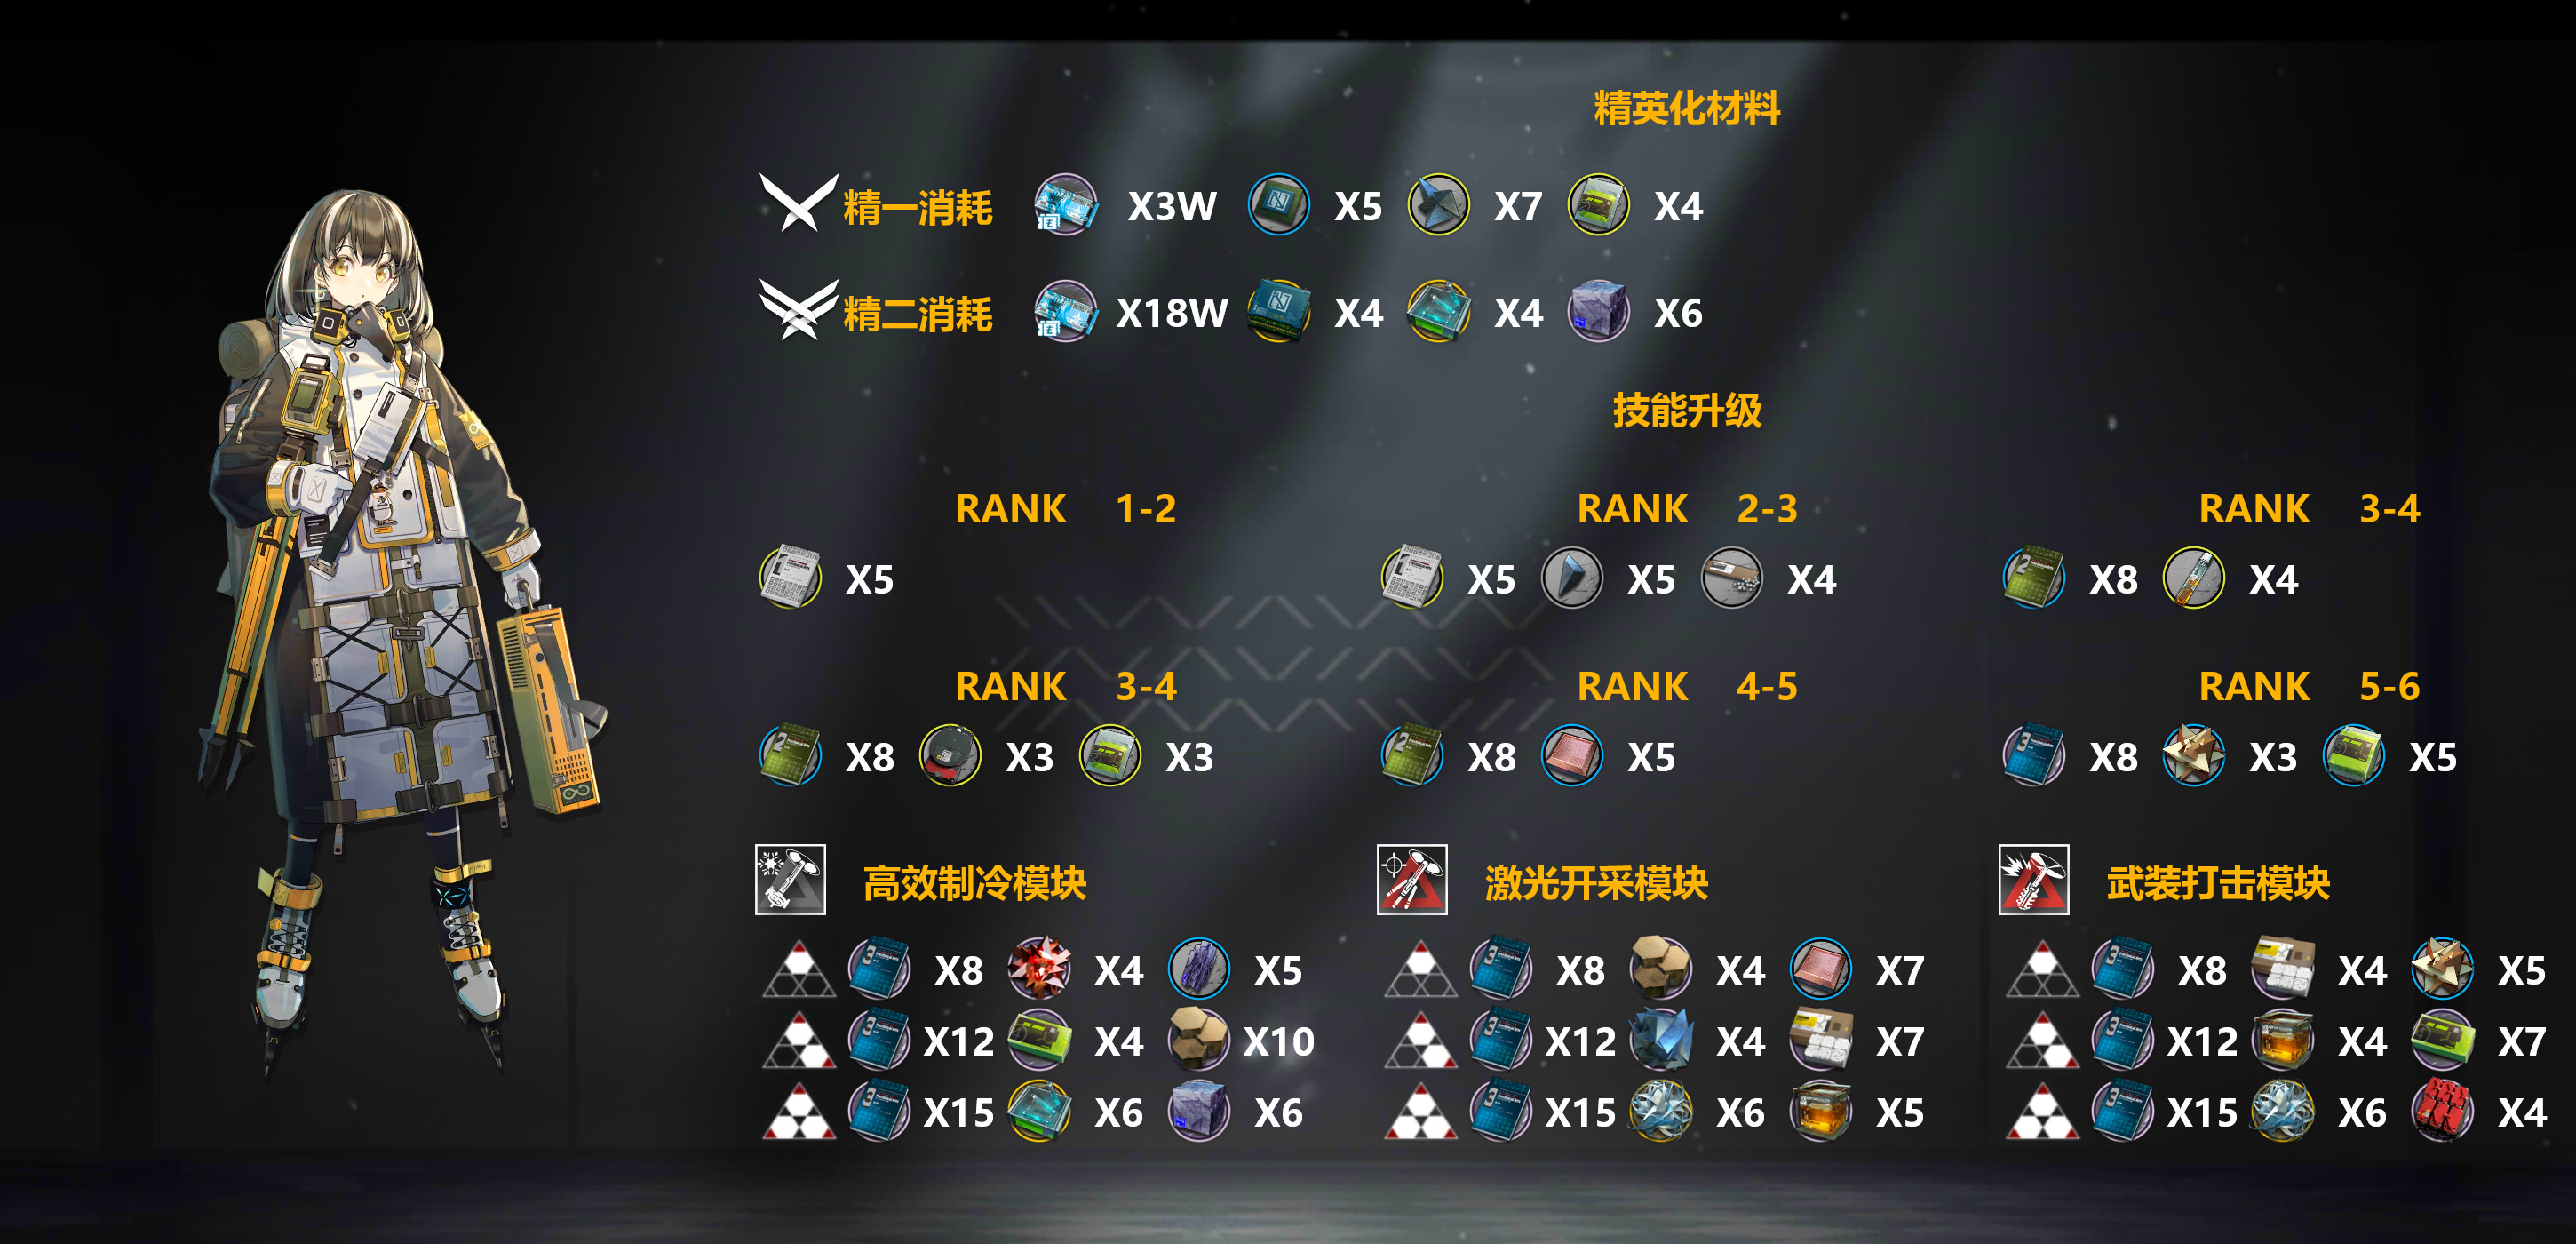 精英化材料
精一消耗 X3W X5 X7 X4
精二消耗 X18W X4 X4 X6
技能升级
RANK 1-2 RANK 2-3 RANK 3-4
X5 X5 X5 X4 X8 X4
RANK 3-4 RANK 4-5 RANK 5-6
X8 X3 X3 X8 X5 X8 X3 X5
高效制冷模块 激光开采模块 武装打击模块
X8 X4 X5 X8 X4 X7 X8 X4 X5
X12 X4 X10 X12 X4 X7 X12 X4 X7
X15 X6 X6 X15 X6 X5 X15 X6 X4